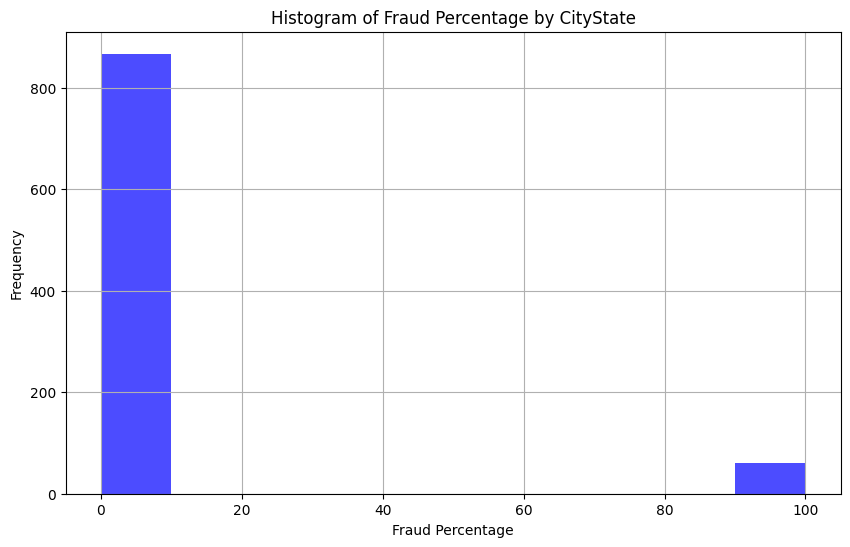 Histogram of Fraud Percentage by CityState
Frequency
800
600
400
200
0
0 20 40 60 80 100
Fraud Percentage